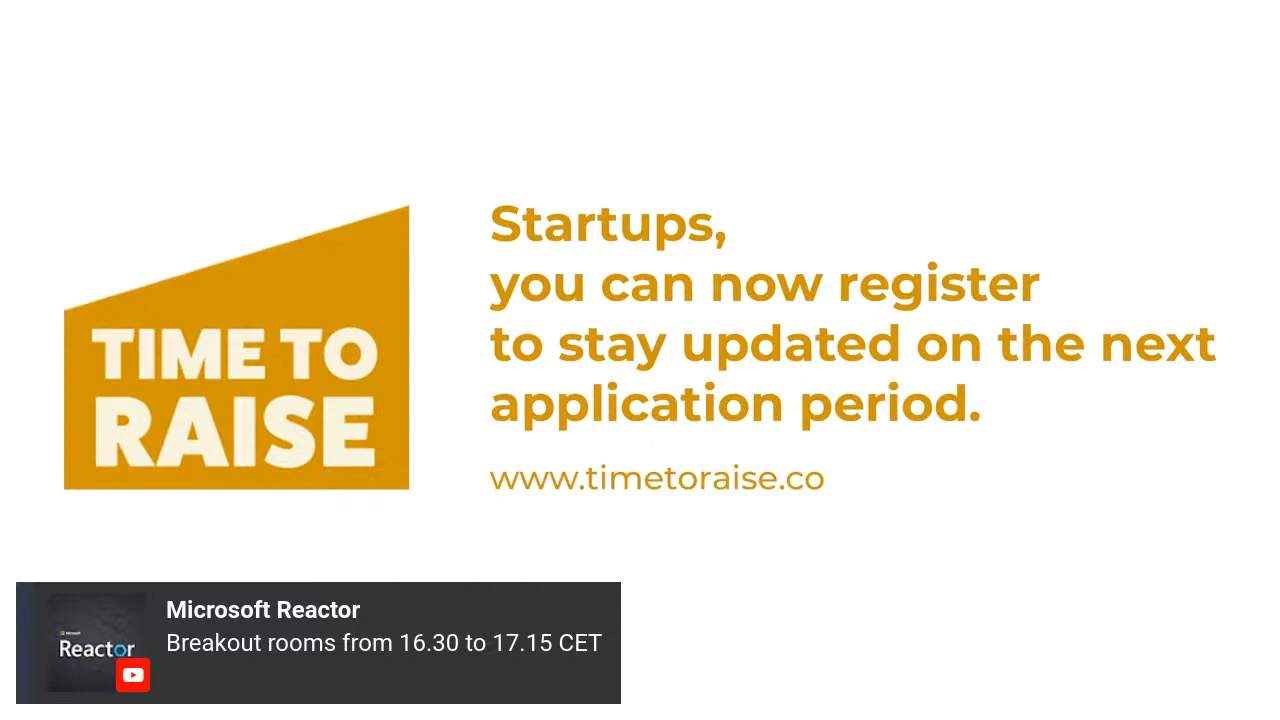 Startups,
you can now register
to stay updated on the next
application period.
www.timetoraise.co
TIME TO
RAISE
Microsoft Reactor
Breakout rooms from 16.30 to 17.15 CET
Microsoft
Reactor